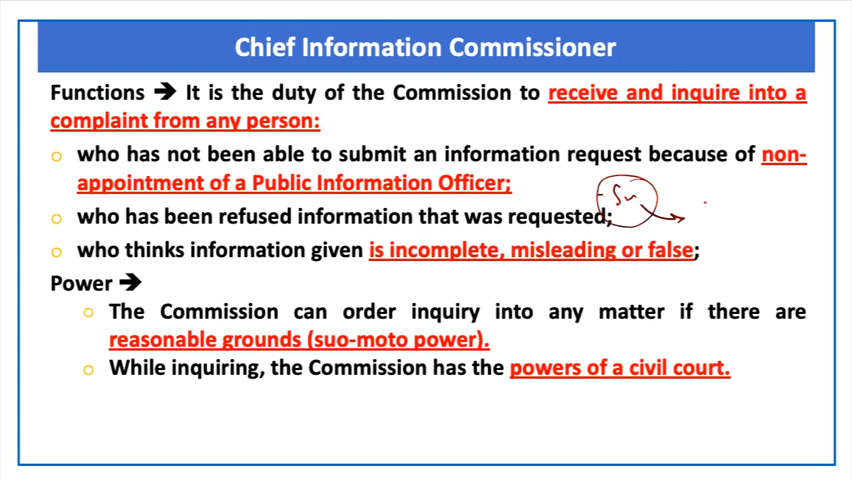 Chief Information Commissioner
Functions ➔ It is the duty of the Commission to receive and inquire into a
complaint from any person:
o who has not been able to submit an information request because of non-
appointment of a Public Information Officer;
o who has been refused information that was requested;
o who thinks information given is incomplete, misleading or false;
Power ➔
o The Commission can order inquiry into any matter if there are
reasonable grounds (suo-moto power).
o While inquiring, the Commission has the powers of a civil court.